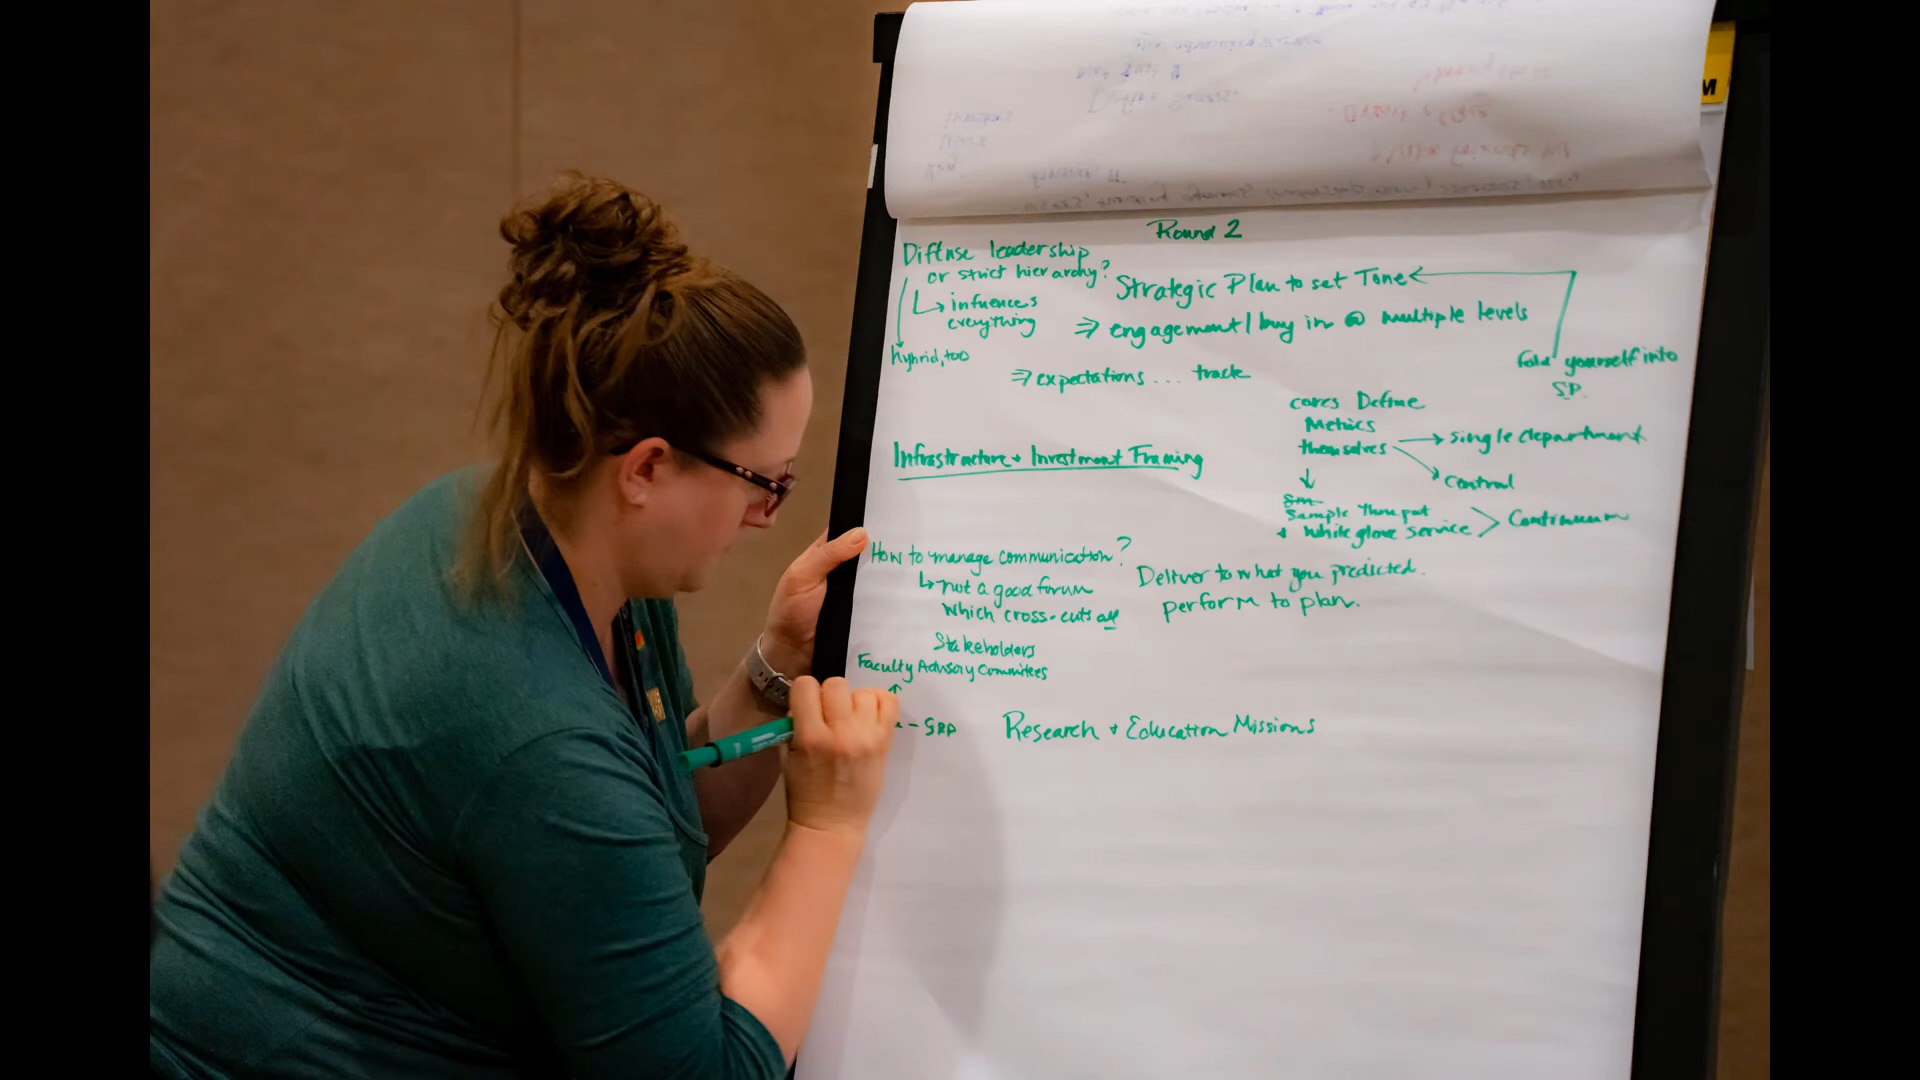 Round 2
Diffuse leadership
or strict hierarchy?
influences
everything
hybrid, too
Strategic Plan to set Tone
⇒ engagement / buy in @ multiple levels
fold yourself into
SP.
⇒ expectations... track
cores Define
Metrics
themselves
single department
central
Sample thruput
+ white glove service
Continuum
Infrastructure + Investment Framing
How to manage communication?
not a good forum
which cross-cuts all
Stakeholders
Faculty Advisory Committees
Deliver to what you predicted.
perform to plan.
- SRP
Research + Education Missions
M